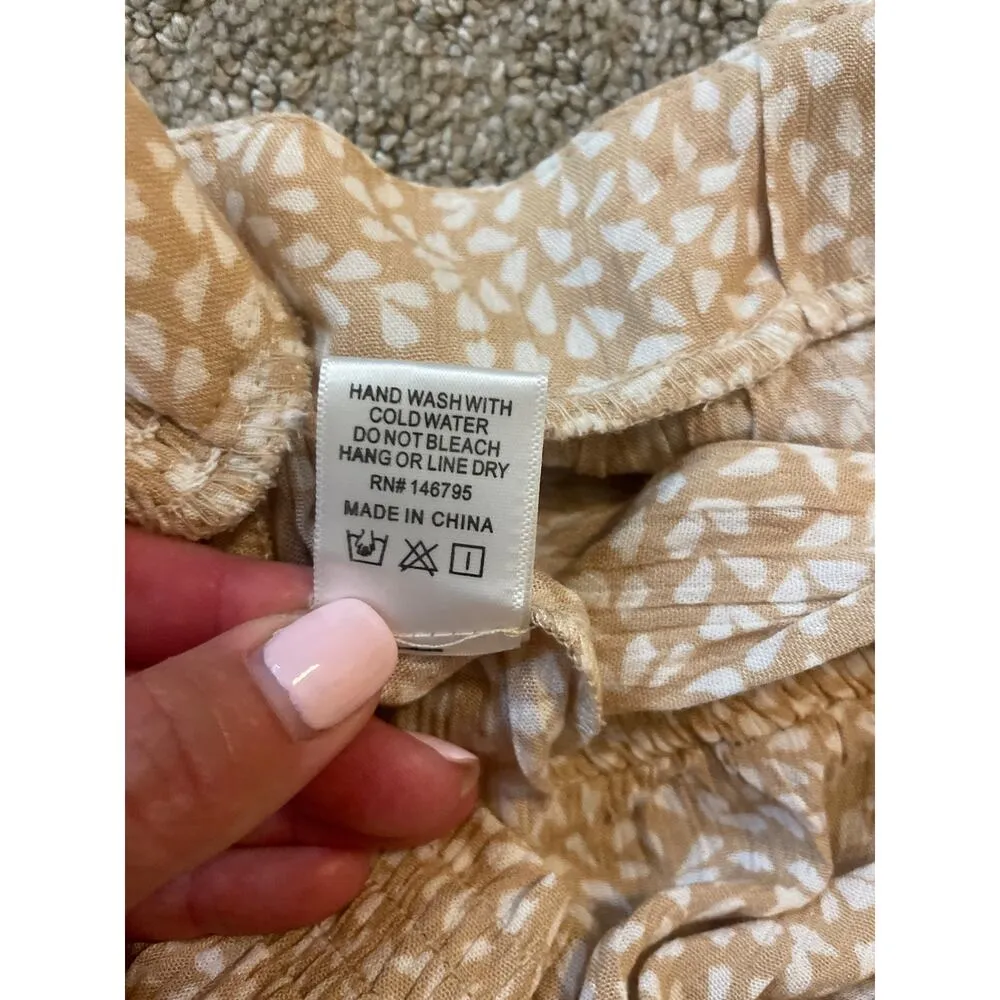 HAND WASH WITH
COLD WATER
DO NOT BLEACH
HANG OR LINE DRY
RN# 146795
MADE IN CHINA